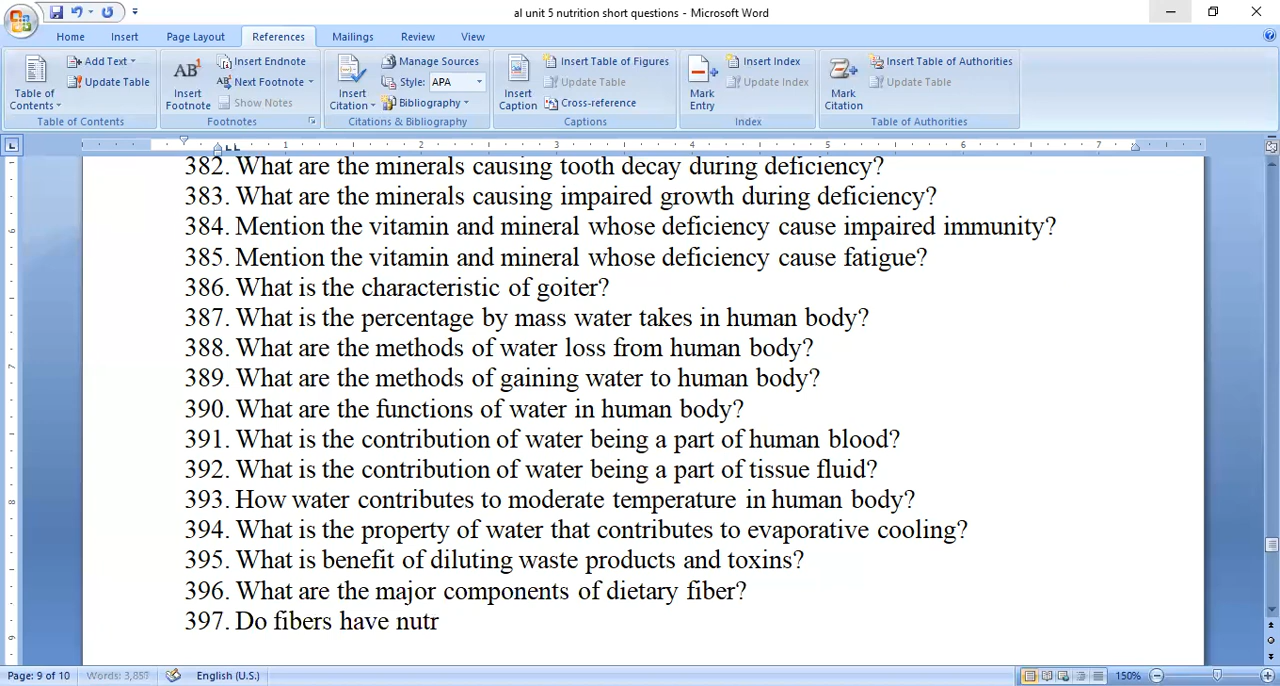 al unit 5 nutrition short questions - Microsoft Word
Home Insert Page Layout References Mailings Review View
Table of Contents
Add Text
Update Table
Table of Contents
AB¹ Insert Footnote
Insert Endnote
Next Footnote
Show Notes
Footnotes
Insert Citation
Manage Sources
Style: APA
Bibliography
Citations & Bibliography
Insert Caption
Insert Table of Figures
Update Table
Cross-reference
Captions
Mark Entry
Insert Index
Update Index
Index
Mark Citation
Insert Table of Authorities
Update Table
Table of Authorities
1 2 3 4 5 6 7
382. What are the minerals causing tooth decay during deficiency?
383. What are the minerals causing impaired growth during deficiency?
384. Mention the vitamin and mineral whose deficiency cause impaired immunity?
385. Mention the vitamin and mineral whose deficiency cause fatigue?
386. What is the characteristic of goiter?
387. What is the percentage by mass water takes in human body?
388. What are the methods of water loss from human body?
389. What are the methods of gaining water to human body?
390. What are the functions of water in human body?
391. What is the contribution of water being a part of human blood?
392. What is the contribution of water being a part of tissue fluid?
393. How water contributes to moderate temperature in human body?
394. What is the property of water that contributes to evaporative cooling?
395. What is benefit of diluting waste products and toxins?
396. What are the major components of dietary fiber?
397. Do fibers have nutr
Page: 9 of 10 Words: English (U.S.) 150%